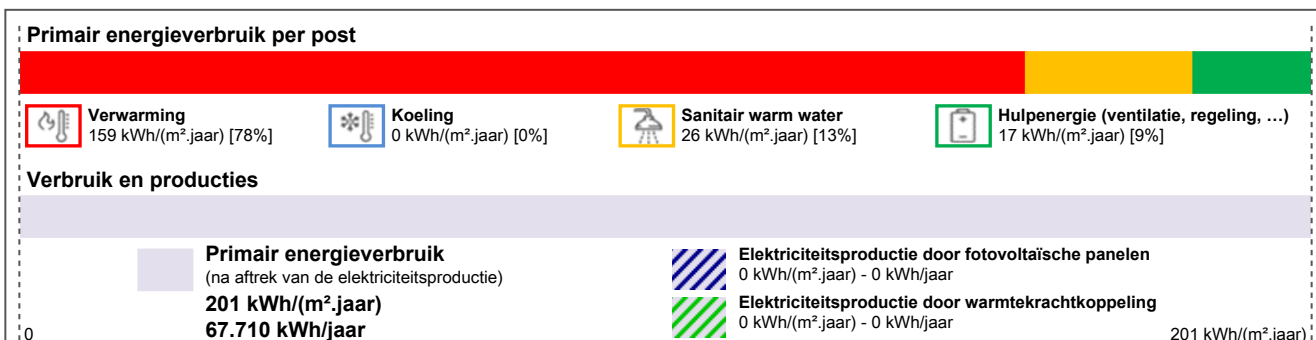 Primair energieverbruik per post
Verwarming
159 kWh/(m².jaar) [78%]
Koeling
0 kWh/(m².jaar) [0%]
Sanitair warm water
26 kWh/(m².jaar) [13%]
Hulpenergie (ventilatie, regeling, …)
17 kWh/(m².jaar) [9%]
Verbruik en producties
Primair energieverbruik
(na aftrek van de elektriciteitsproductie)
201 kWh/(m².jaar)
67.710 kWh/jaar
Elektriciteitsproductie door fotovoltaïsche panelen
0 kWh/(m².jaar) - 0 kWh/jaar
Elektriciteitsproductie door warmtekrachtkoppeling
0 kWh/(m².jaar) - 0 kWh/jaar
0
201 kWh/(m².jaar)